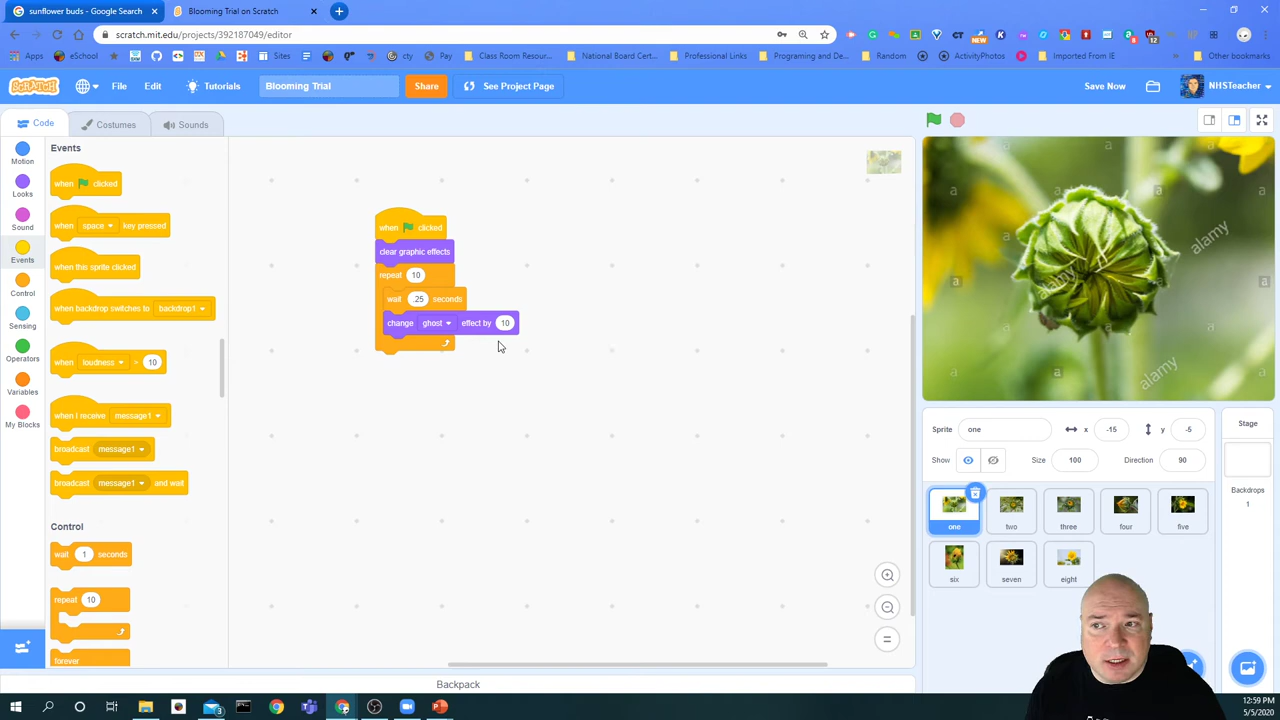 sunflower buds - Google Search
Blooming Trial on Scratch
scratch.mit.edu/projects/392187049/editor
Apps
eSchool
Sites
cty
Pay
Class Room Resour...
National Board Cert...
Professional Links
Programing and De...
Random
ActivityPhotos
Imported From IE
Other bookmarks
SCRATCH
File
Edit
Tutorials
Blooming Trial
Share
See Project Page
Save Now
NHSTeacher
Code
Costumes
Sounds
Motion
Looks
Sound
Events
Control
Sensing
Operators
Variables
My Blocks
Events
when clicked
when space key pressed
when this sprite clicked
when backdrop switches to backdrop1
when loudness > 10
when I receive message1
broadcast message1
broadcast message1 and wait
Control
wait 1 seconds
repeat 10
forever
when clicked
clear graphic effects
repeat 10
wait .25 seconds
change ghost effect by 10
Backpack
a
a
a
alamy
alamy
a
a
a
a
a
alamy
Sprite
one
x
-15
y
-5
Show
Size
100
Direction
90
one
two
three
four
five
six
seven
eight
Stage
Backdrops
1
12:59 PM
5/5/2020